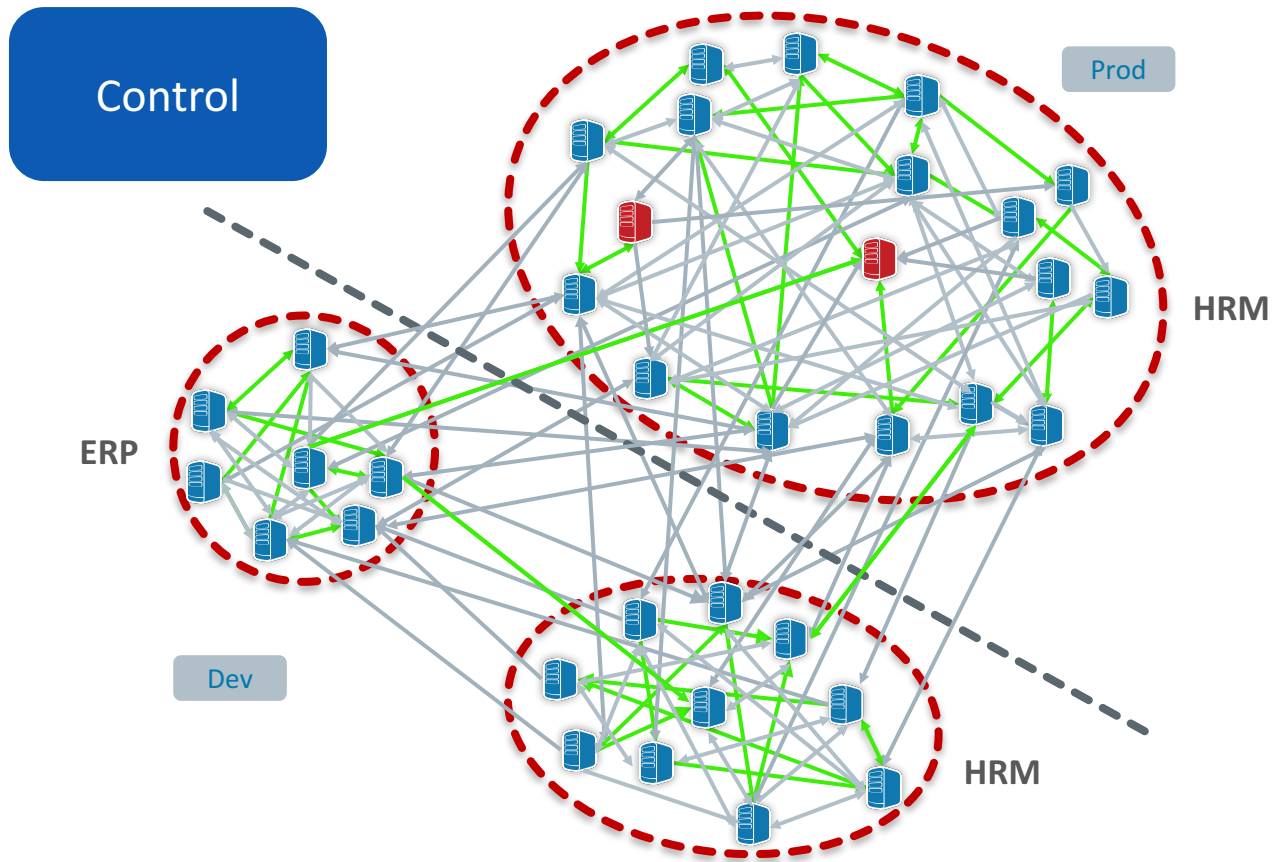 Control
Prod
HRM
ERP
Dev
HRM